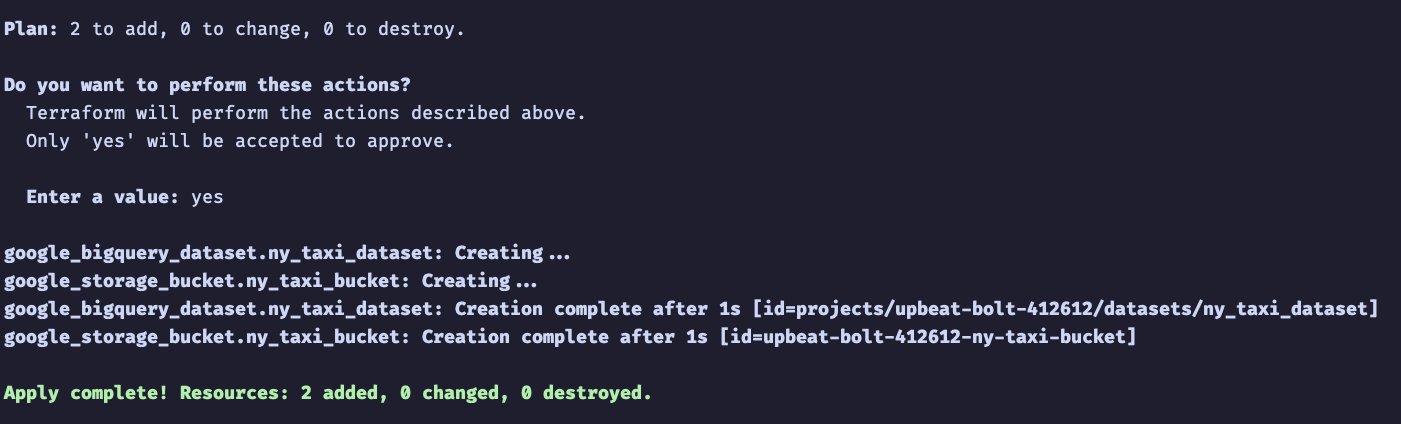 Plan: 2 to add, 0 to change, 0 to destroy.
Do you want to perform these actions?
Terraform will perform the actions described above.
Only 'yes' will be accepted to approve.
Enter a value: yes
google_bigquery_dataset.ny_taxi_dataset: Creating...
google_storage_bucket.ny_taxi_bucket: Creating...
google_bigquery_dataset.ny_taxi_dataset: Creation complete after 1s [id=projects/upbeat-bolt-412612/datasets/ny_taxi_dataset]
google_storage_bucket.ny_taxi_bucket: Creation complete after 1s [id=upbeat-bolt-412612-ny-taxi-bucket]
Apply complete! Resources: 2 added, 0 changed, 0 destroyed.